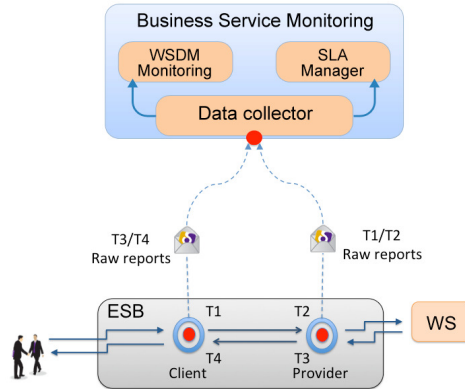 Business Service Monitoring
WSDM
Monitoring
SLA
Manager
Data collector
T3/T4
Raw reports
T1/T2
Raw reports
ESB
T1
T2
WS
T4
T3
Client
Provider